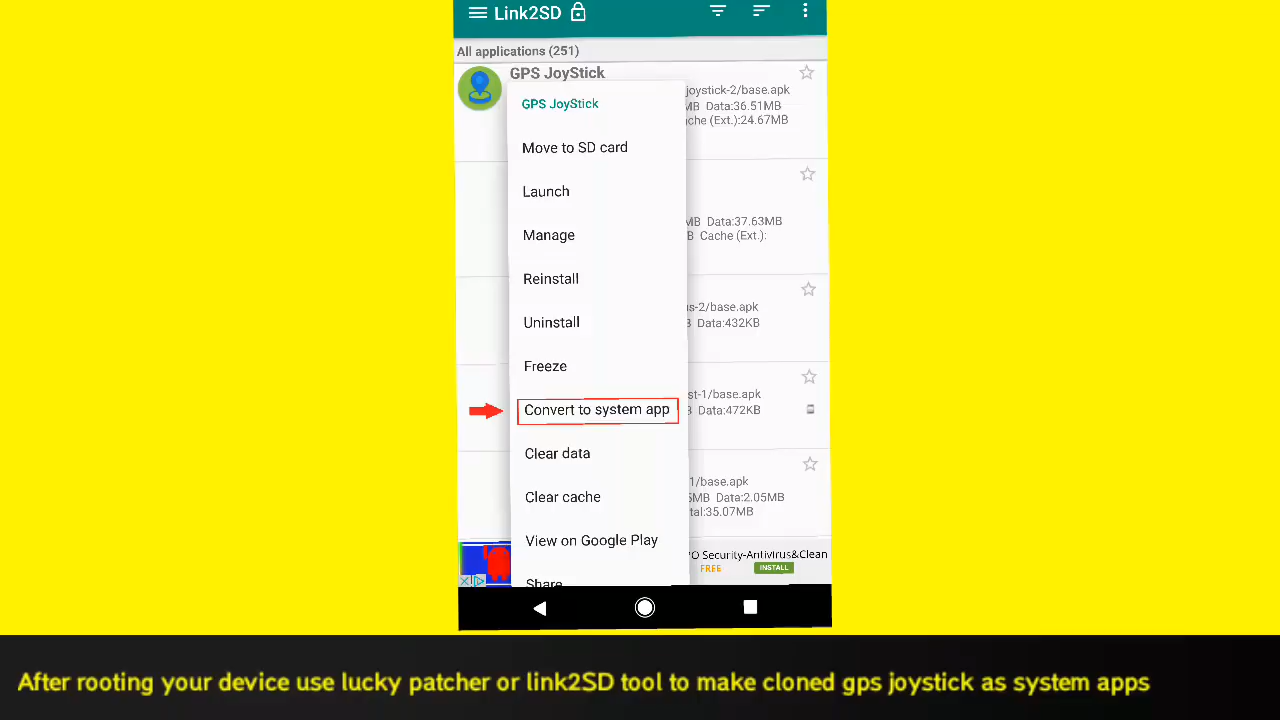 Link2SD
All applications (251)
GPS JoyStick
joystick-2/base.apk
MB Data:36.51MB
che (Ext.):24.67MB
GPS JoyStick
Move to SD card
Launch
Manage
Reinstall
Uninstall
Freeze
Convert to system app
Clear data
Clear cache
View on Google Play
Share
MB Data:37.63MB
B Cache (Ext.):
us-2/base.apk
B Data:432KB
st-1/base.apk
B Data:472KB
1/base.apk
5MB Data:2.05MB
tal:35.07MB
O Security-Antivirus&Clean
FREE
INSTALL
After rooting your device use lucky patcher or link2SD tool to make cloned gps joystick as system apps